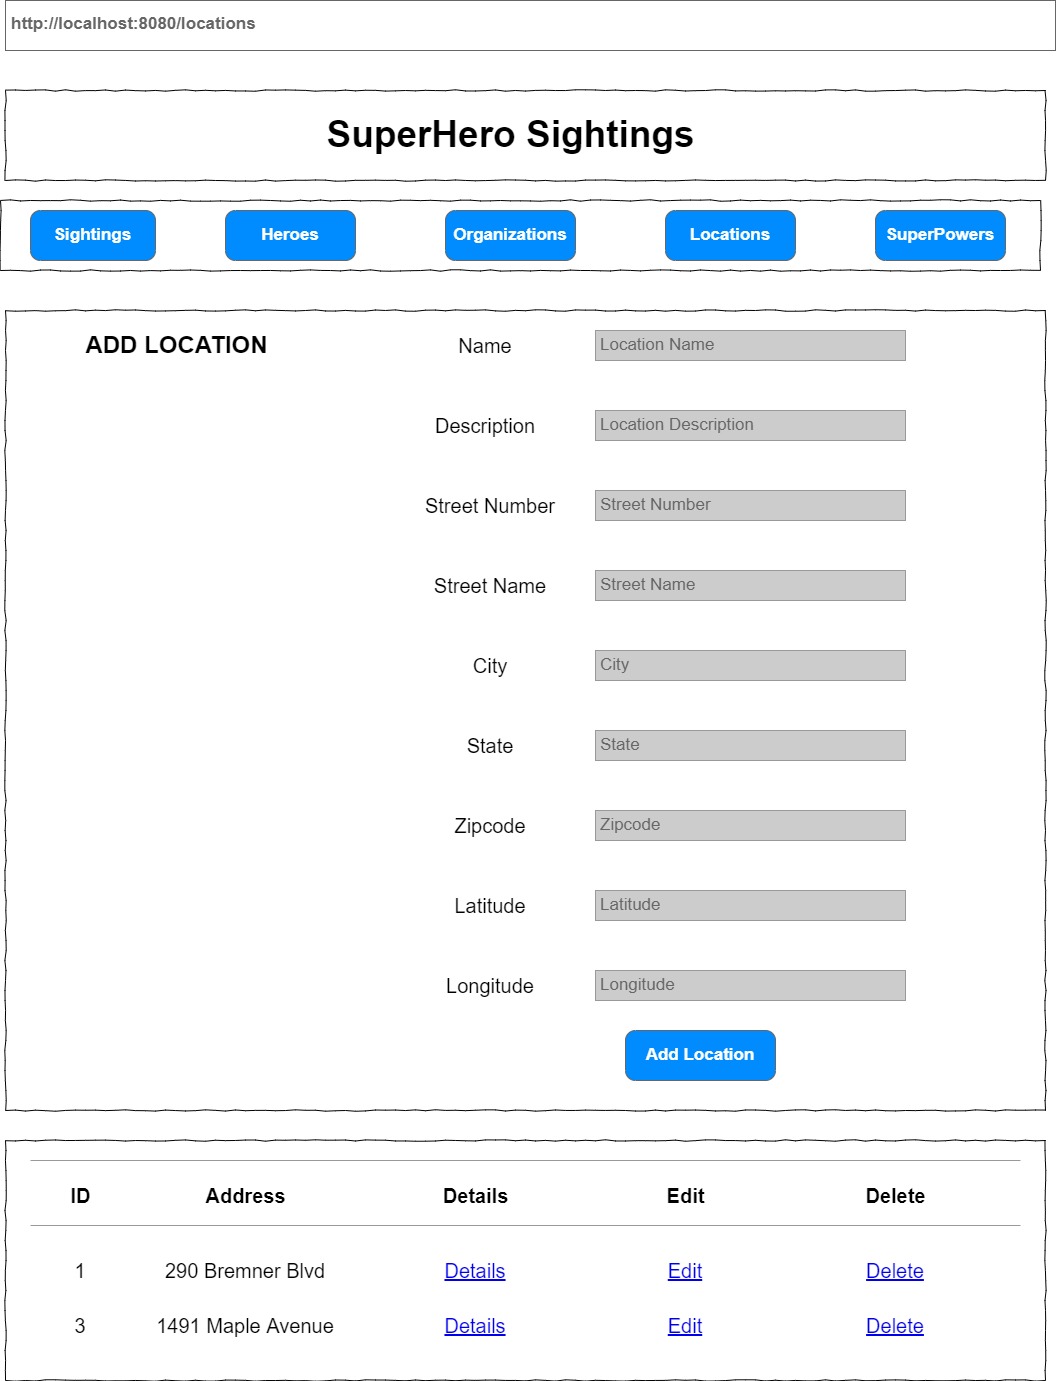 http://localhost:8080/locations
SuperHero Sightings
Sightings Heroes Organizations Locations SuperPowers
ADD LOCATION Name Location Name
Description Location Description
Street Number Street Number
Street Name Street Name
City City
State State
Zipcode Zipcode
Latitude Latitude
Longitude Longitude
Add Location
ID Address Details Edit Delete
1 290 Bremner Blvd Details Edit Delete
3 1491 Maple Avenue Details Edit Delete